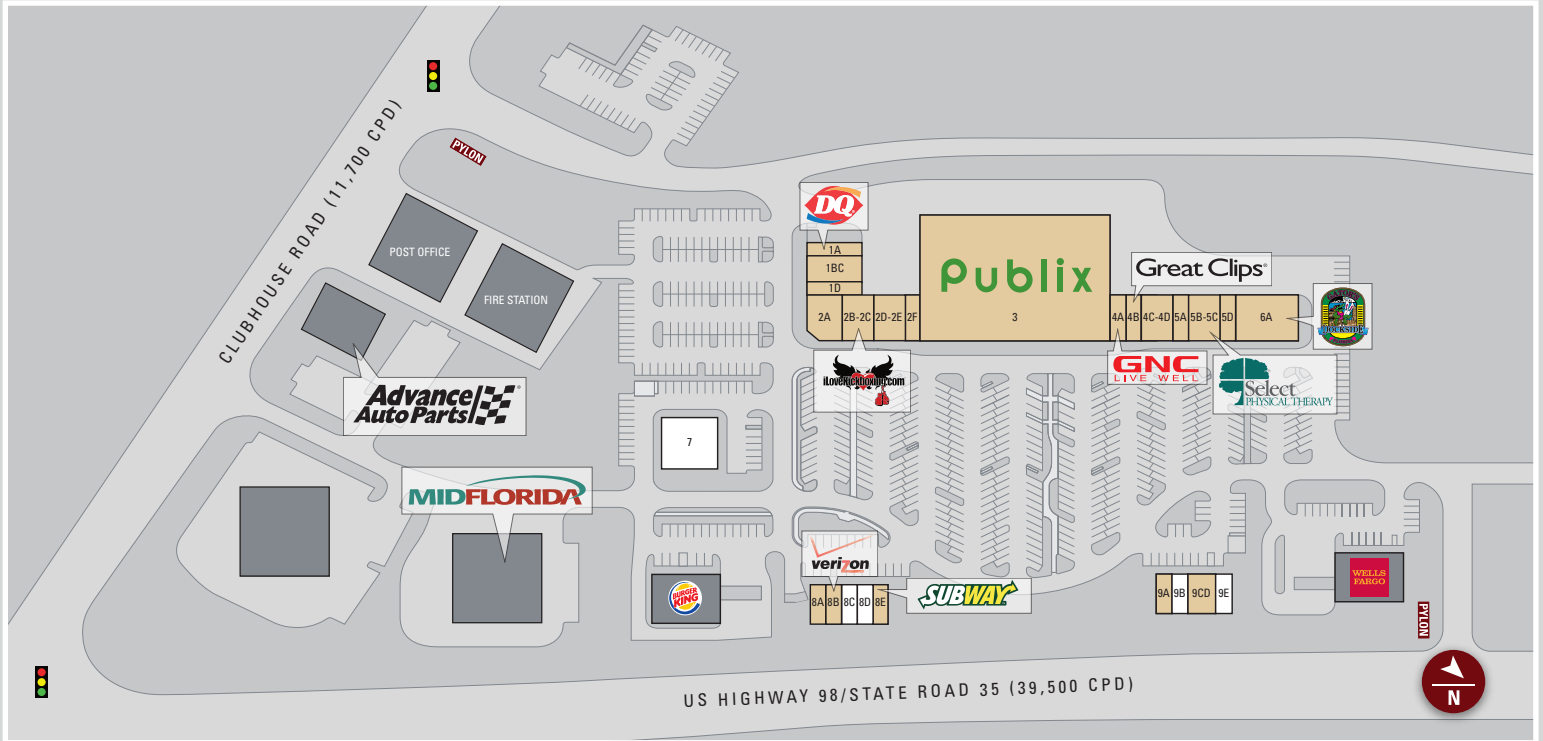 CLUBHOUSE ROAD (11,700 CPD)
PYLON
POST OFFICE
FIRE STATION
Advance
Auto Parts
MIDFLORIDA
DQ
1A
1BC
1D
2A
2B-2C
2D-2E
2F
Publix
3
Great Clips
4A
4B
4C-4D
5A
5B-5C
5D
6A
DOCKSIDE
iLoveKickboxing.com
GNC
LIVE WELL
Select
PHYSICAL THERAPY
7
BURGER
KING
verizon
8A
8B
8C
8D
8E
SUBWAY
9A
9B
9CD
9E
WELLS
FARGO
PYLON
US HIGHWAY 98/STATE ROAD 35 (39,500 CPD)
N